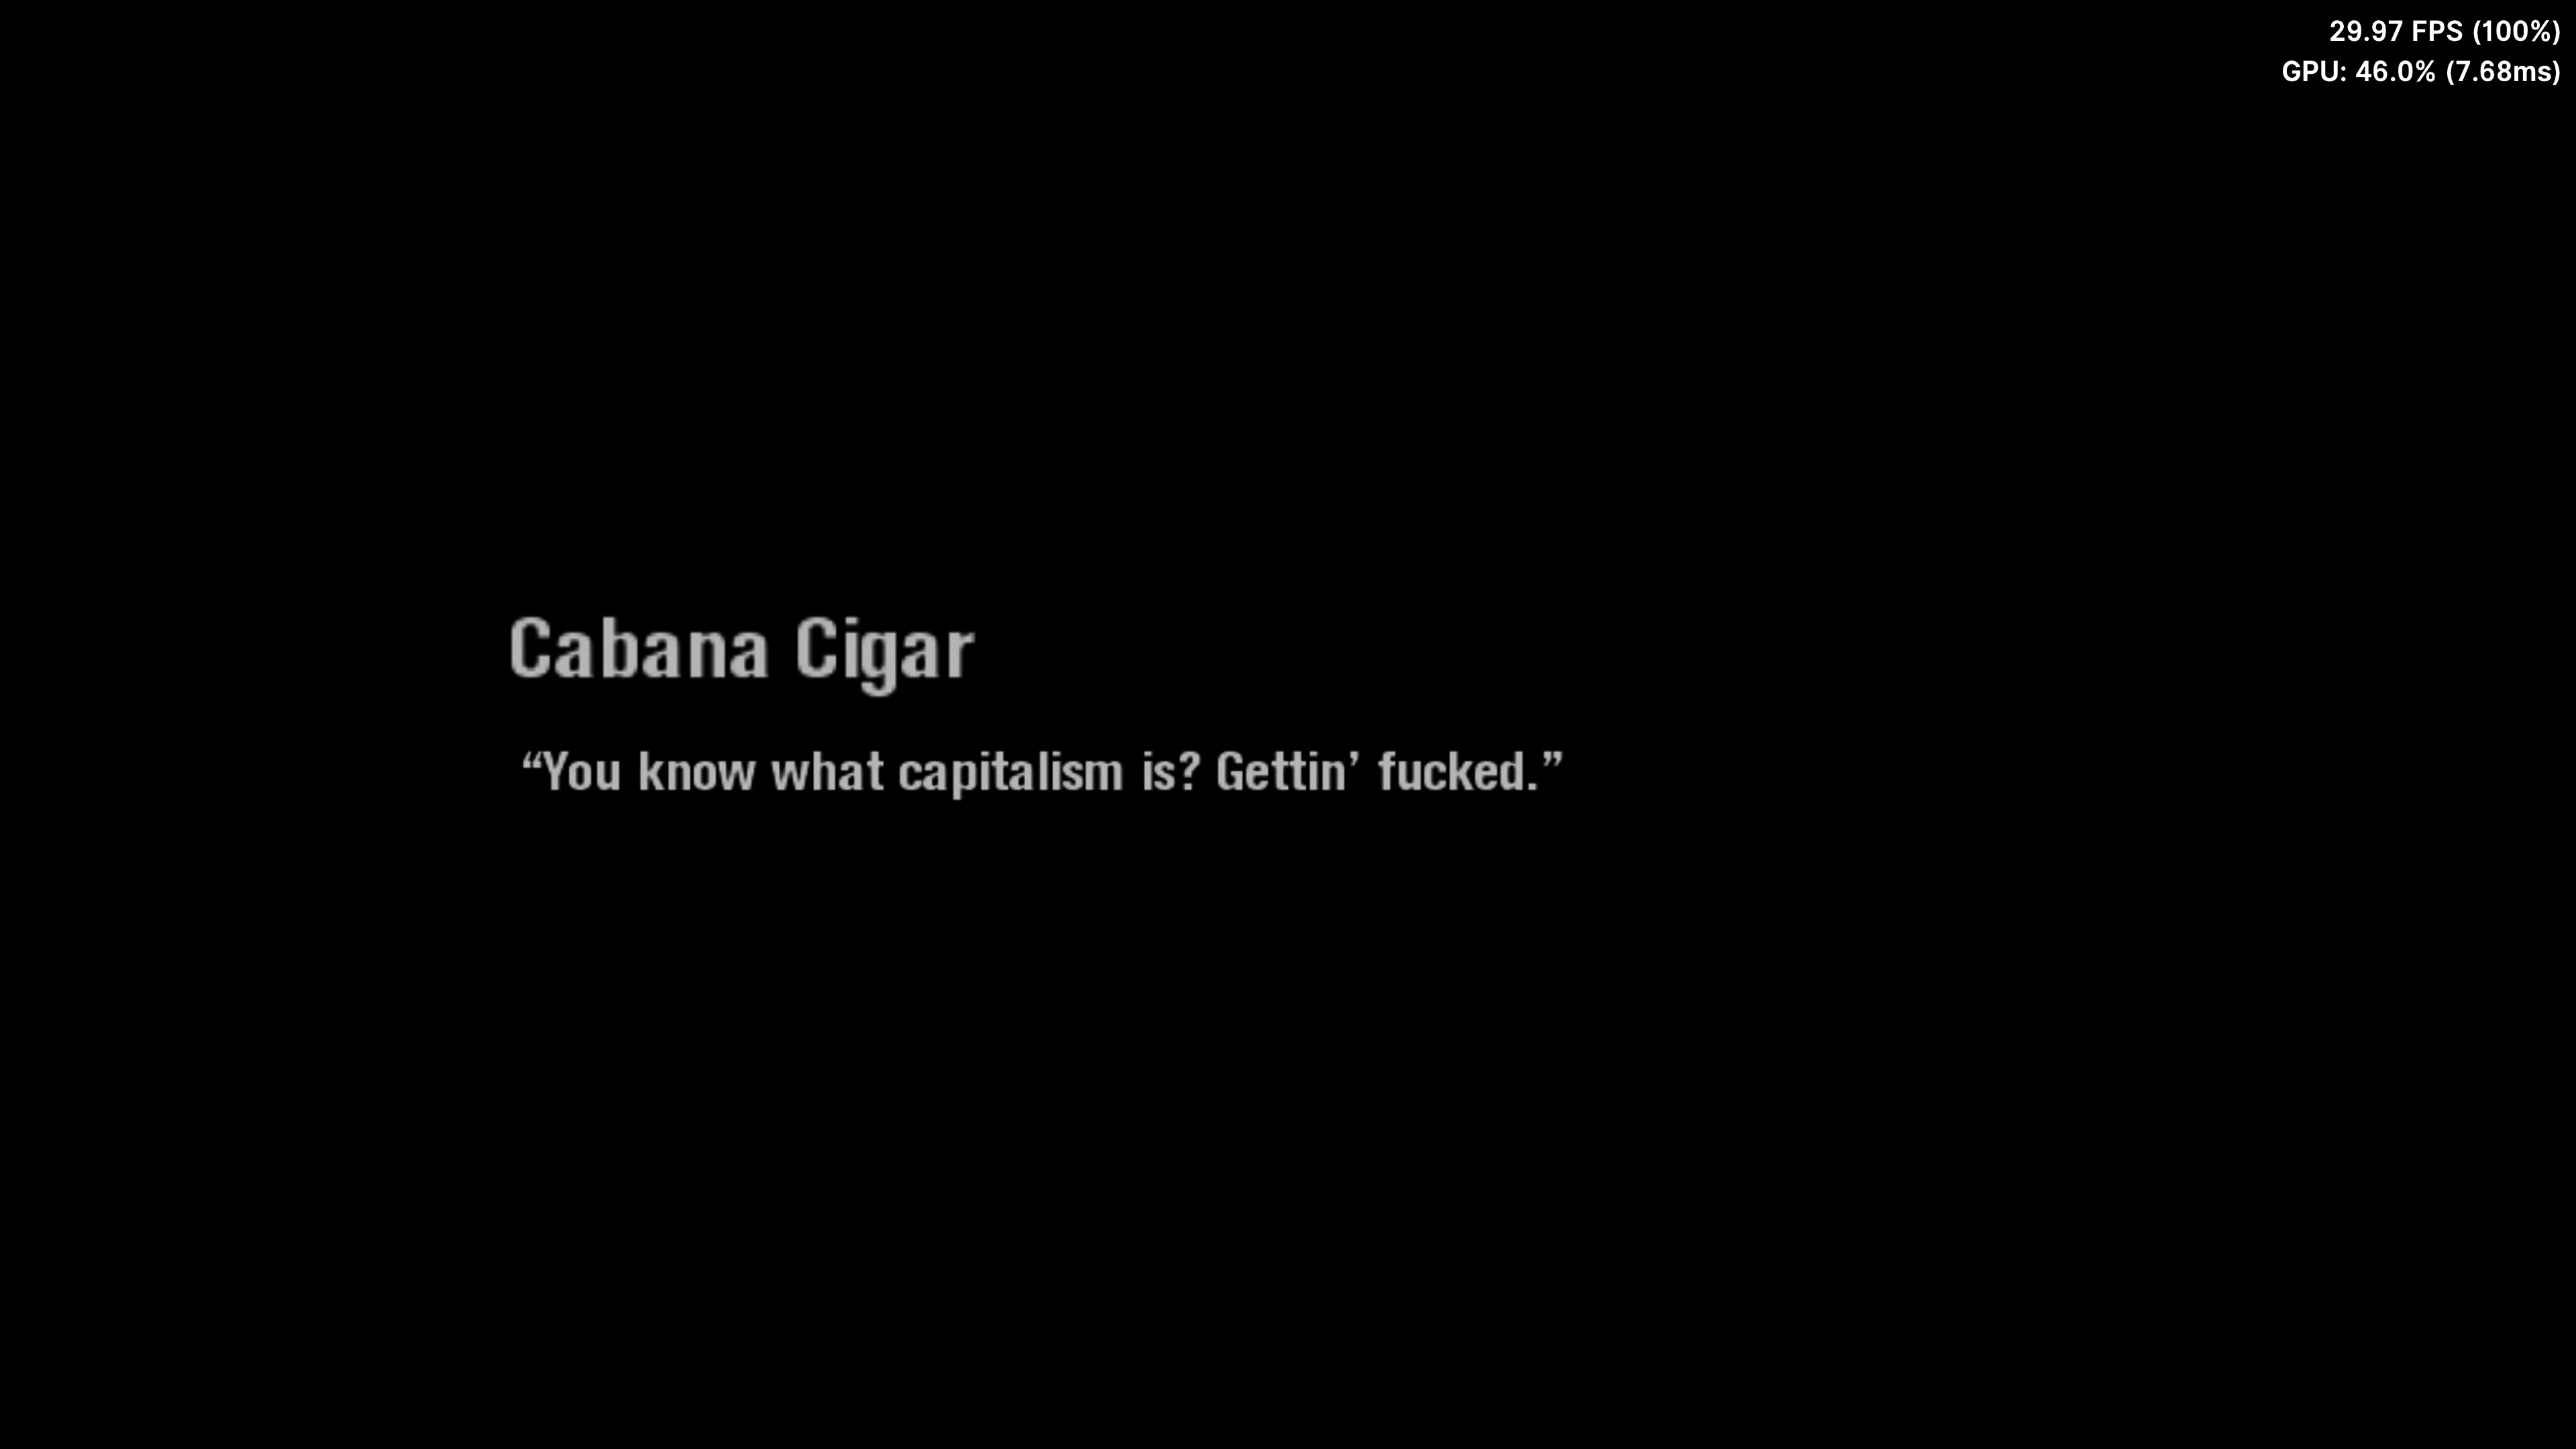 29.97 FPS (100%)
GPU: 46.0% (7.68ms)
Cabana Cigar
“You know what capitalism is? Gettin’ fucked.”